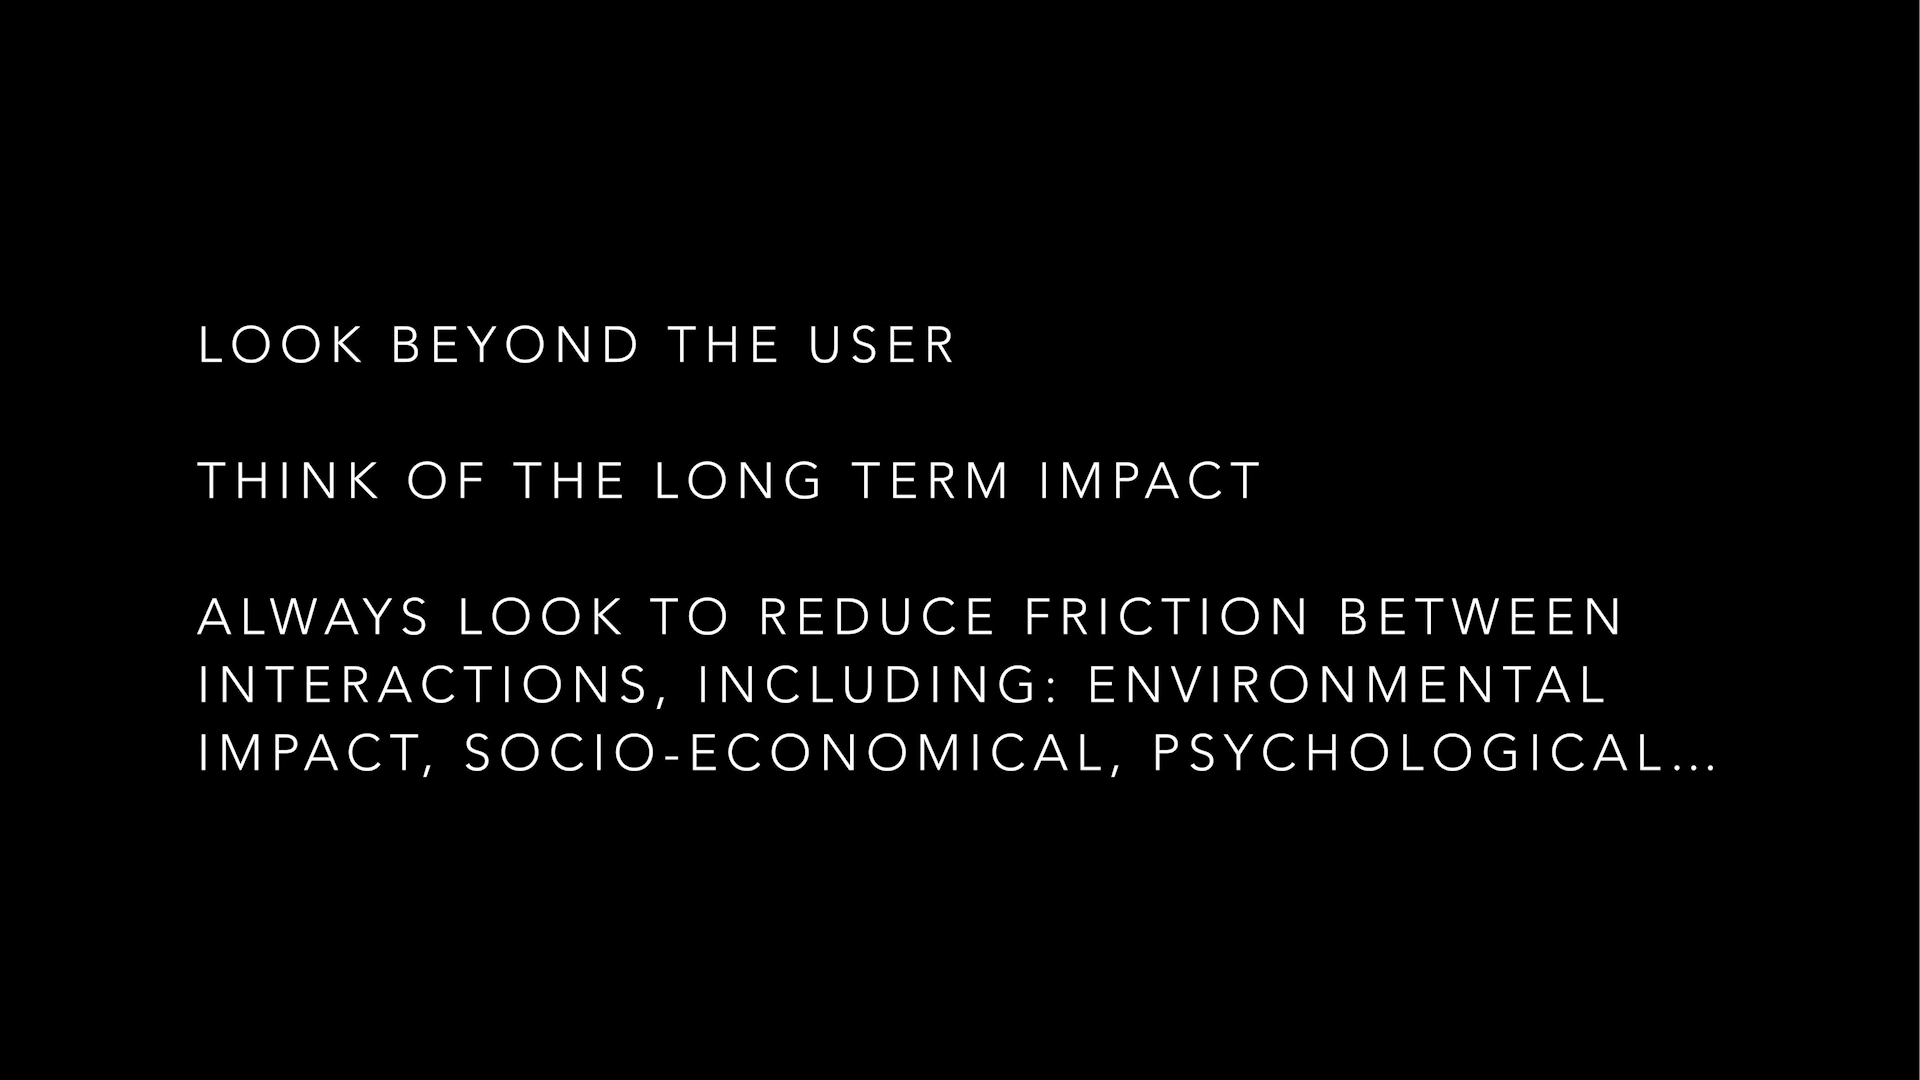 LOOK BEYOND THE USER
THINK OF THE LONG TERM IMPACT
ALWAYS LOOK TO REDUCE FRICTION BETWEEN
INTERACTIONS, INCLUDING: ENVIRONMENTAL
IMPACT, SOCIO-ECONOMICAL, PSYCHOLOGICAL…